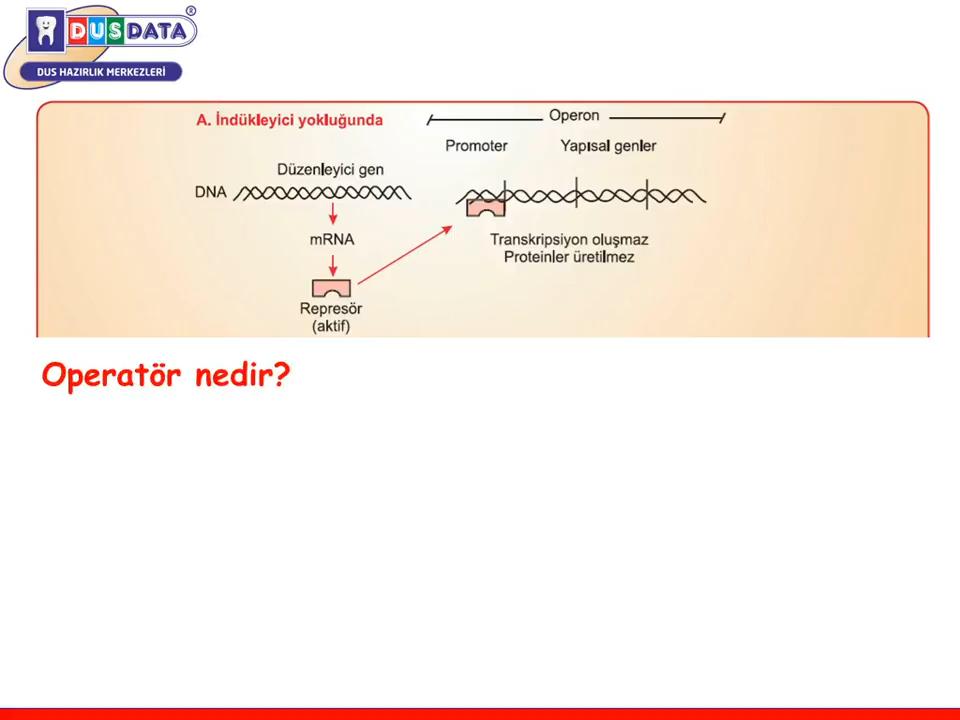 DUSDATA®
DUS HAZIRLIK MERKEZLERİ
A. İndükleyici yokluğunda
Operon
Promoter
Yapısal genler
Düzenleyici gen
DNA
mRNA
Transkripsiyon oluşmaz
Proteinler üretilmez
Represör
(aktif)
Operatör nedir?